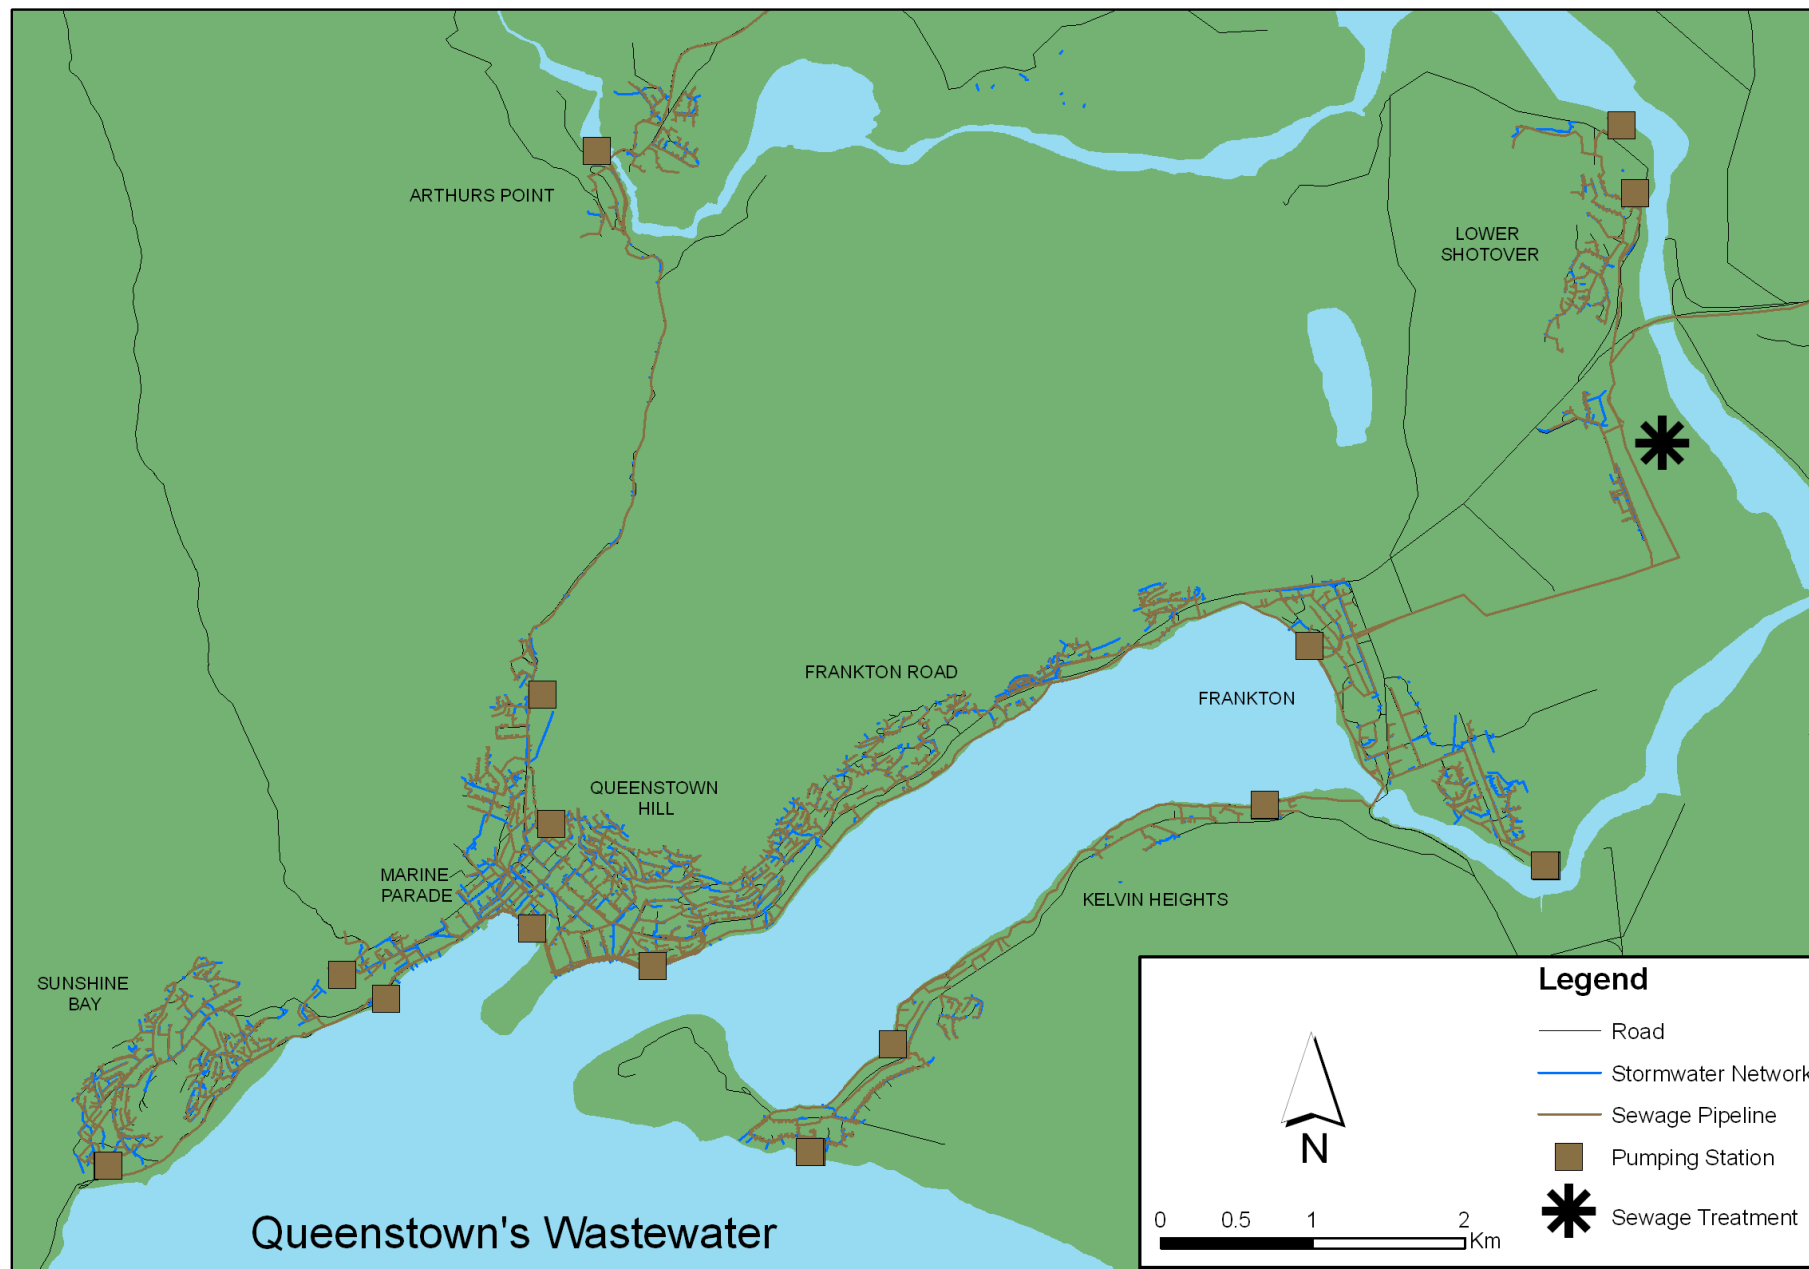 ARTHURS POINT
LOWER
SHOTOVER
FRANKTON ROAD
FRANKTON
QUEENSTOWN
HILL
MARINE
PARADE
KELVIN HEIGHTS
SUNSHINE
BAY
Queenstown's Wastewater
Legend
Road
Stormwater Network
Sewage Pipeline
Pumping Station
Sewage Treatment
N
0 0.5 1 2
Km